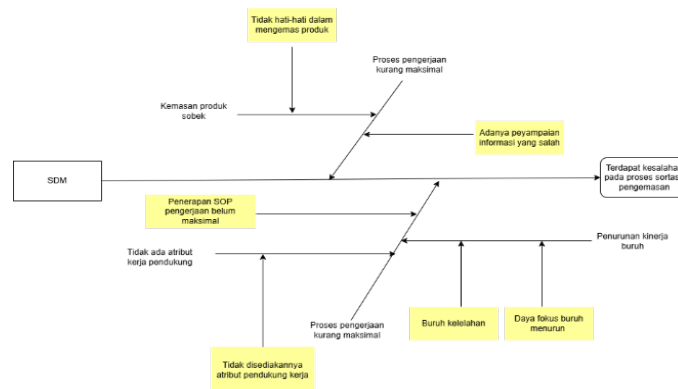 Tidak hati-hati dalam
mengemas produk
Proses pengerjaan
kurang maksimal
Kemasan produk
sobek
Adanya peyampaian
informasi yang salah
SDM
Terdapat kesalaha
pada proses sortas
pengemasan
Penerapan SOP
pengerjaan belum
maksimal
Tidak ada atribut
kerja pendukung
Penurunan kinerja
buruh
Proses pengerjaan
kurang maksimal
Buruh kelelahan
Daya fokus buruh
menurun
Tidak disediakannya
atribut pendukung kerja